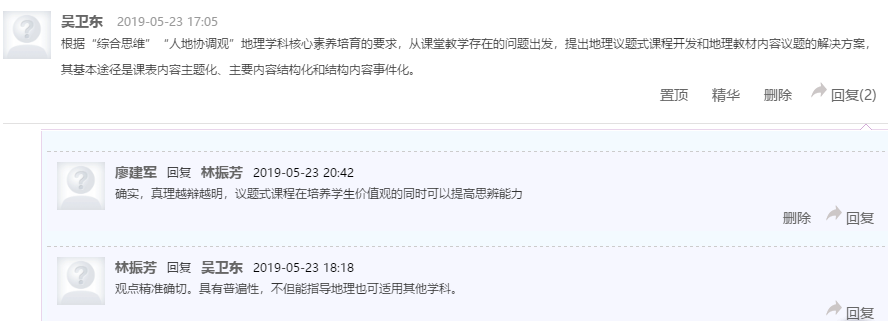 吴卫东 2019-05-23 17:05
根据“综合思维”“人地协调观”地理学科核心素养培育的要求，从课堂教学存在的问题出发，提出地理议题式课程开发和地理教材内容议题的解决方案，
其基本途径是课表内容主题化、主要内容结构化和结构内容事件化。
置顶 精华 删除 回复(2)
廖建军 回复 林振芳 2019-05-23 20:42
确实，真理越辩越明，议题式课程在培养学生价值观的同时可以提高思辨能力
删除 回复
林振芳 回复 吴卫东 2019-05-23 18:18
观点精准确切。具有普遍性，不但能指导地理也可适用其他学科。
回复